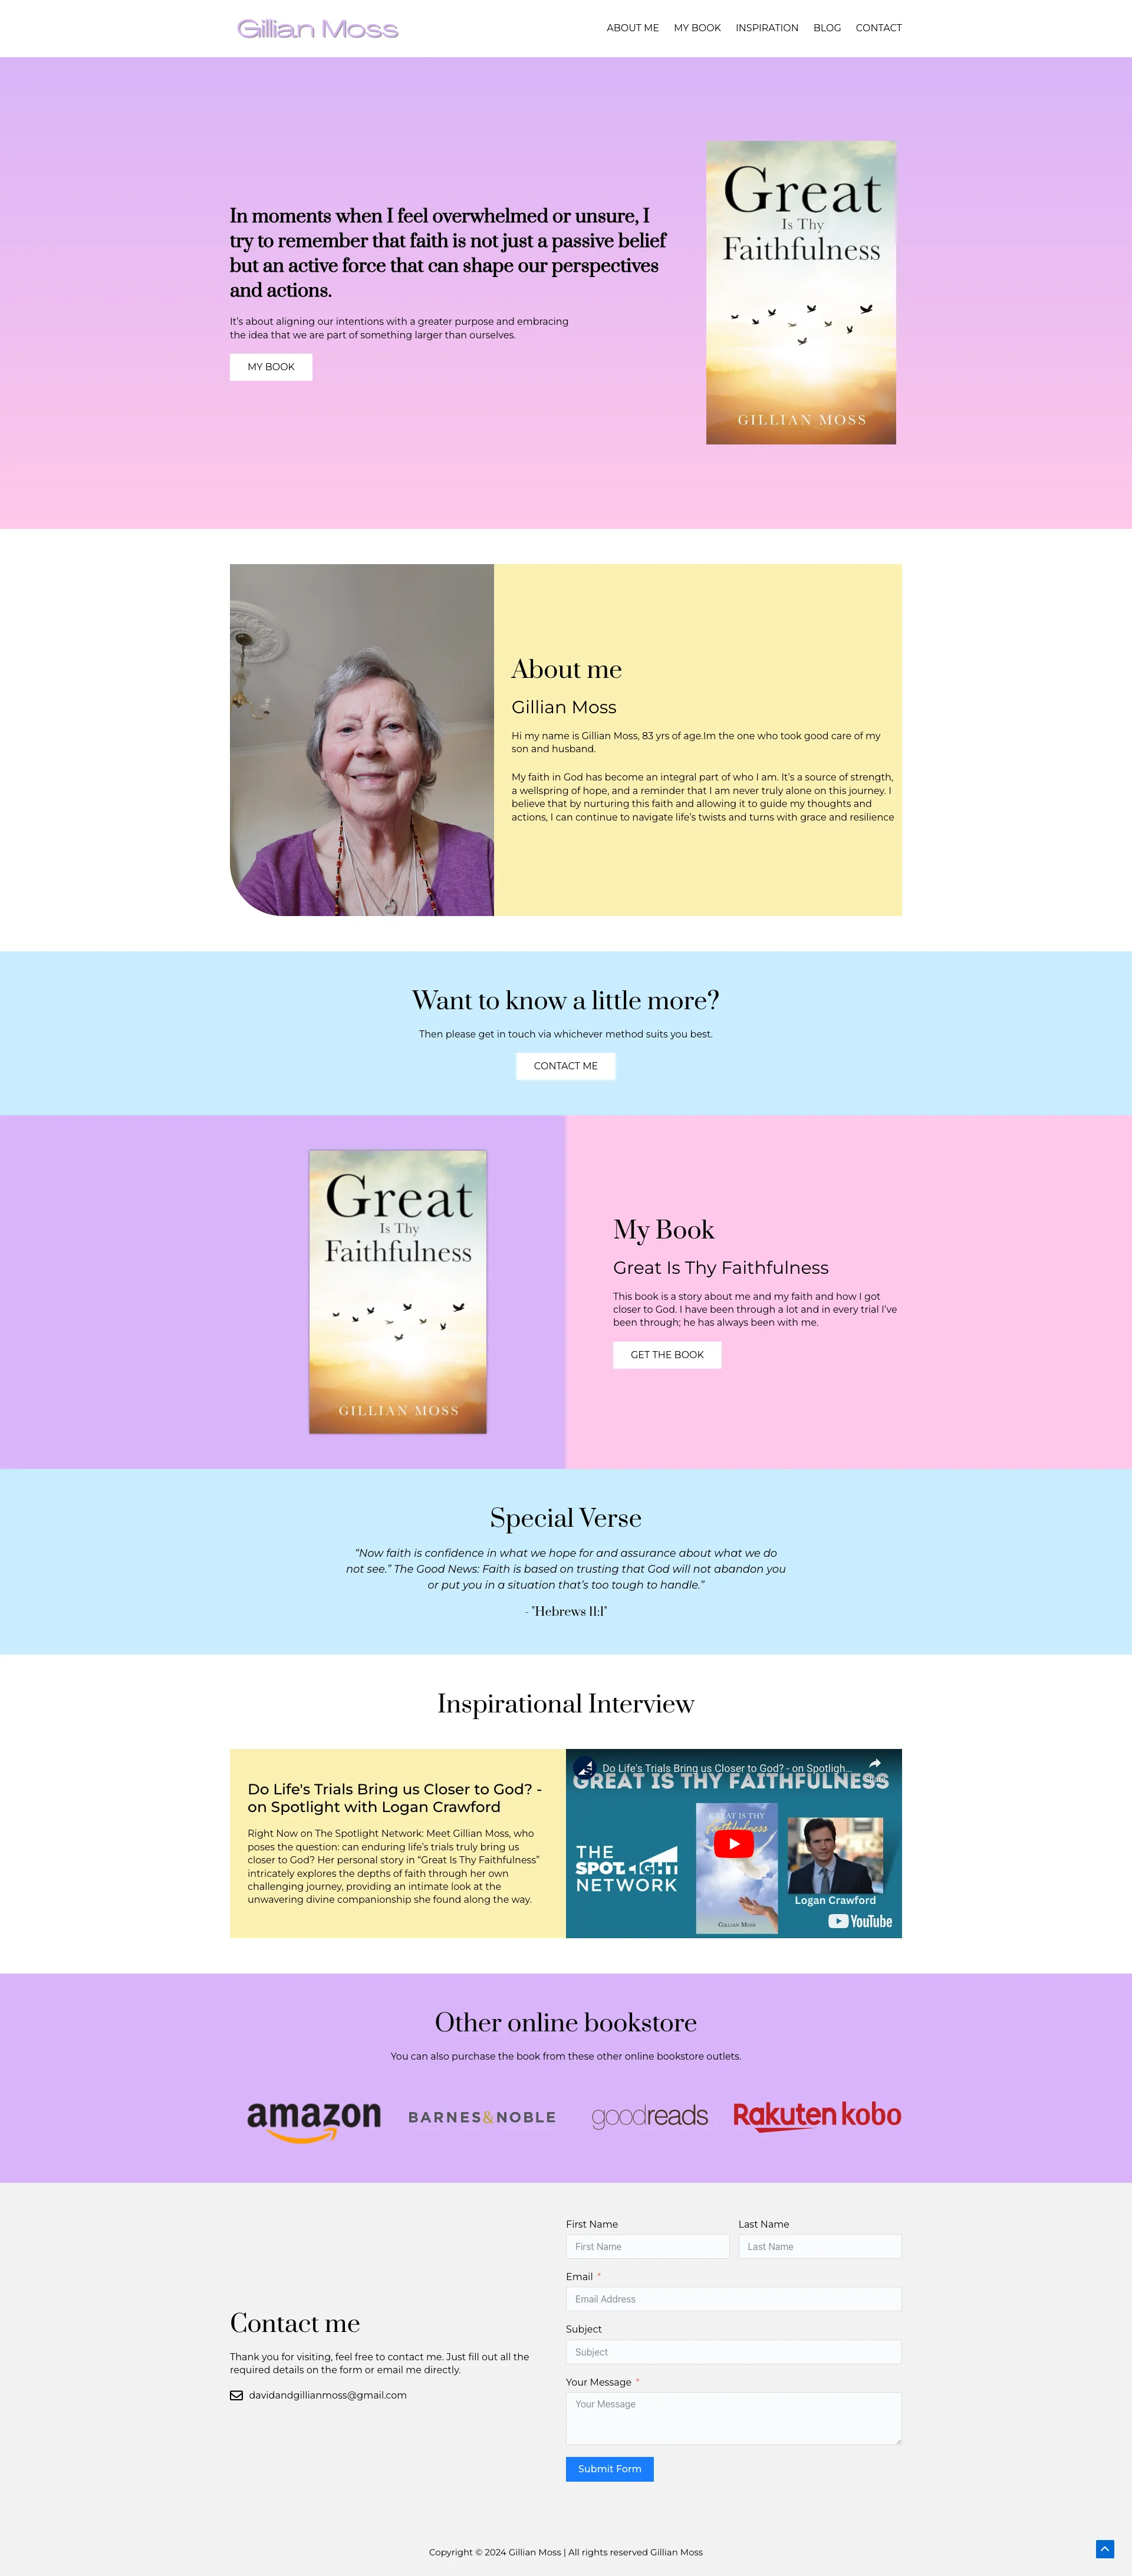 Gillian Moss
ABOUT ME MY BOOK INSPIRATION BLOG CONTACT
In moments when I feel overwhelmed or unsure, I
try to remember that faith is not just a passive belief
but an active force that can shape our perspectives
and actions.
It's about aligning our intentions with a greater purpose and embracing
the idea that we are part of something larger than ourselves.
MY BOOK
Great
Is Thy
Faithfulness
GILLIAN MOSS
About me
Gillian Moss
Hi my name is Gillian Moss, 83 yrs of age.Im the one who took good care of my
son and husband.
My faith in God has become an integral part of who I am. It's a source of strength,
a wellspring of hope, and a reminder that I am never truly alone on this journey. I
believe that by nurturing this faith and allowing it to guide my thoughts and
actions, I can continue to navigate life's twists and turns with grace and resilience
Want to know a little more?
Then please get in touch via whichever method suits you best.
CONTACT ME
Great
Is Thy
Faithfulness
GILLIAN MOSS
My Book
Great Is Thy Faithfulness
This book is a story about me and my faith and how I got
closer to God. I have been through a lot and in every trial I've
been through; he has always been with me.
GET THE BOOK
Special Verse
“Now faith is confidence in what we hope for and assurance about what we do
not see.” The Good News: Faith is based on trusting that God will not abandon you
or put you in a situation that's too tough to handle.”
- "Hebrews 11:1"
Inspirational Interview
Do Life's Trials Bring us Closer to God? -
on Spotlight with Logan Crawford
Right Now on The Spotlight Network: Meet Gillian Moss, who
poses the question: can enduring life's trials truly bring us
closer to God? Her personal story in “Great Is Thy Faithfulness”
intricately explores the depths of faith through her own
challenging journey, providing an intimate look at the
unwavering divine companionship she found along the way.
Do Life's Trials Bring us Closer to God? - on Spotligh...
GREAT IS THY FAITHFULNESS
GREAT IS THY
THE
SPOTLIGHT
NETWORK
GILLIAN MOSS
Logan Crawford
YouTube
Other online bookstore
You can also purchase the book from these other online bookstore outlets.
amazon
BARNES&NOBLE
goodreads
Rakuten kobo
First Name Last Name
First Name Last Name
Email *
Email Address
Subject
Subject
Your Message *
Your Message
Submit Form
Contact me
Thank you for visiting, feel free to contact me. Just fill out all the
required details on the form or email me directly.
davidandgillianmoss@gmail.com
Copyright © 2024 Gillian Moss | All rights reserved Gillian Moss